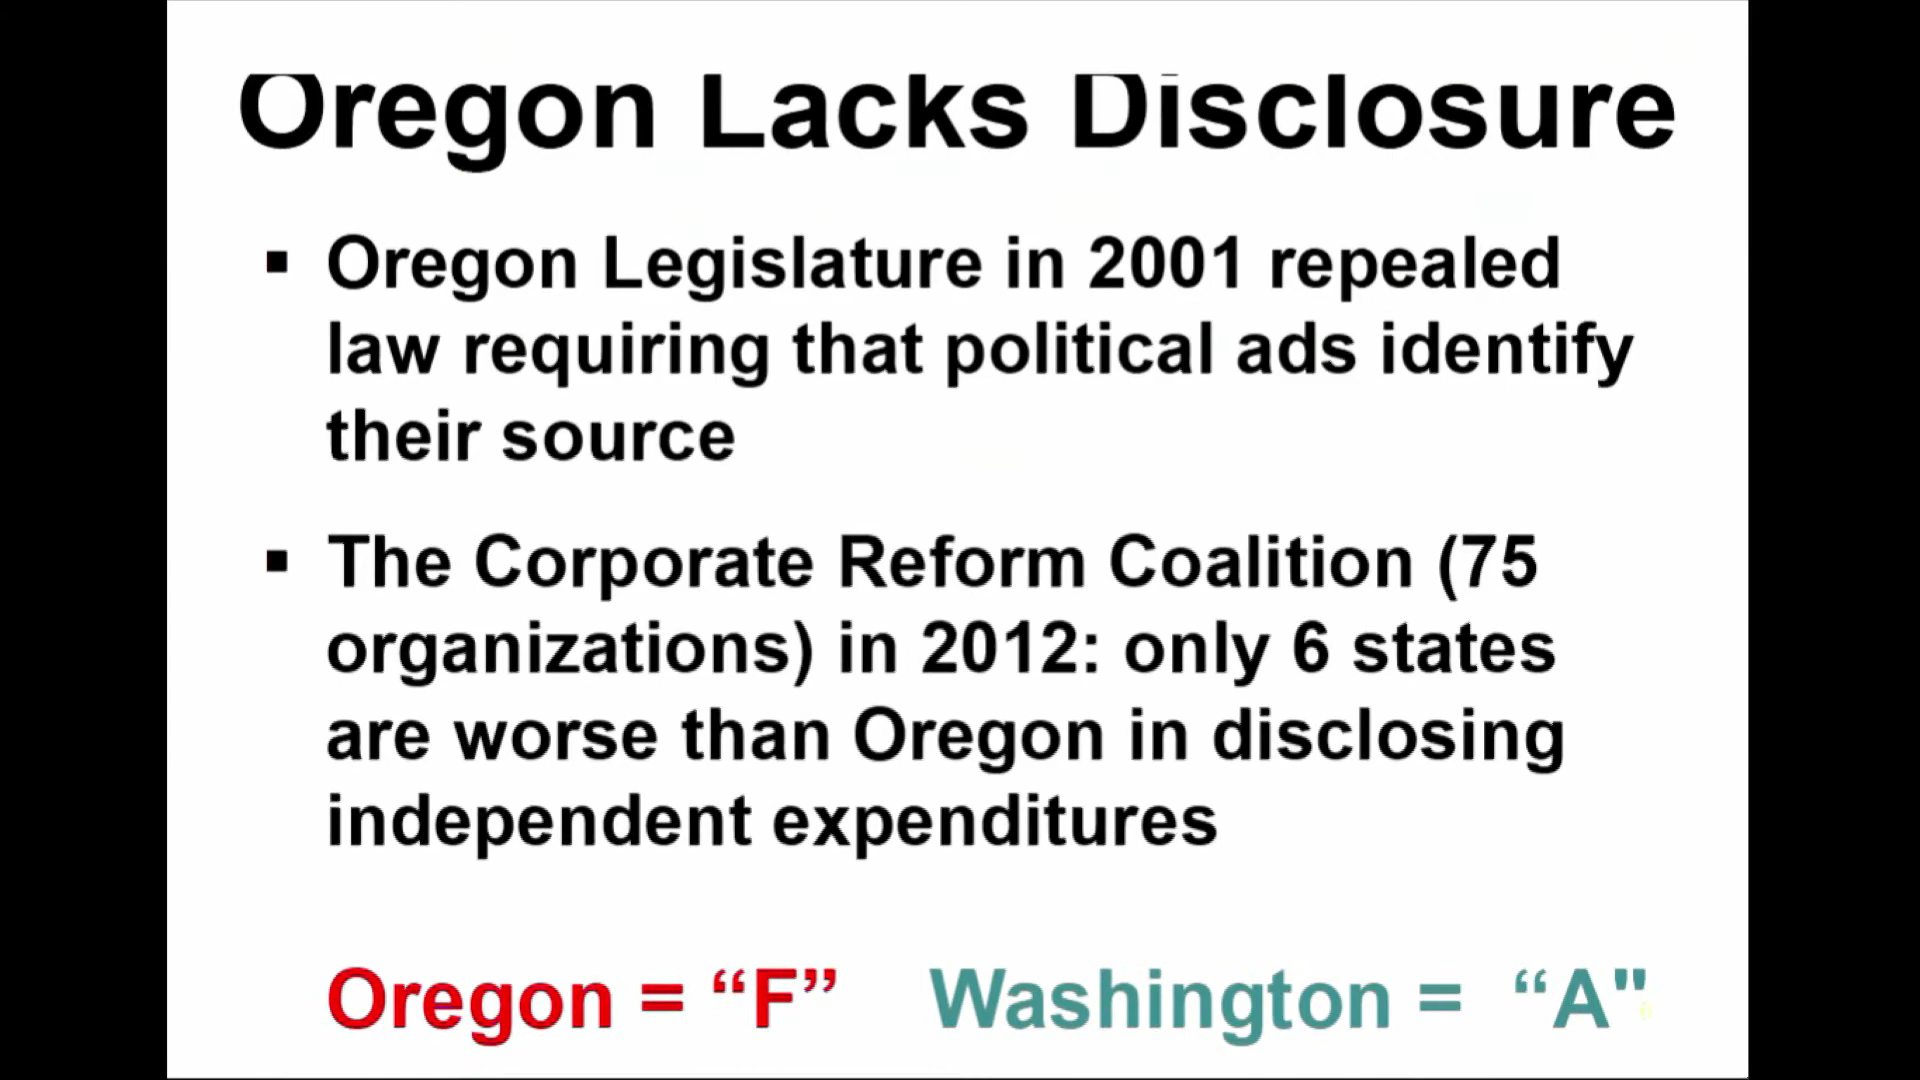 Oregon Lacks Disclosure
▪ Oregon Legislature in 2001 repealed
law requiring that political ads identify
their source
▪ The Corporate Reform Coalition (75
organizations) in 2012: only 6 states
are worse than Oregon in disclosing
independent expenditures
Oregon = “F” Washington = “A"